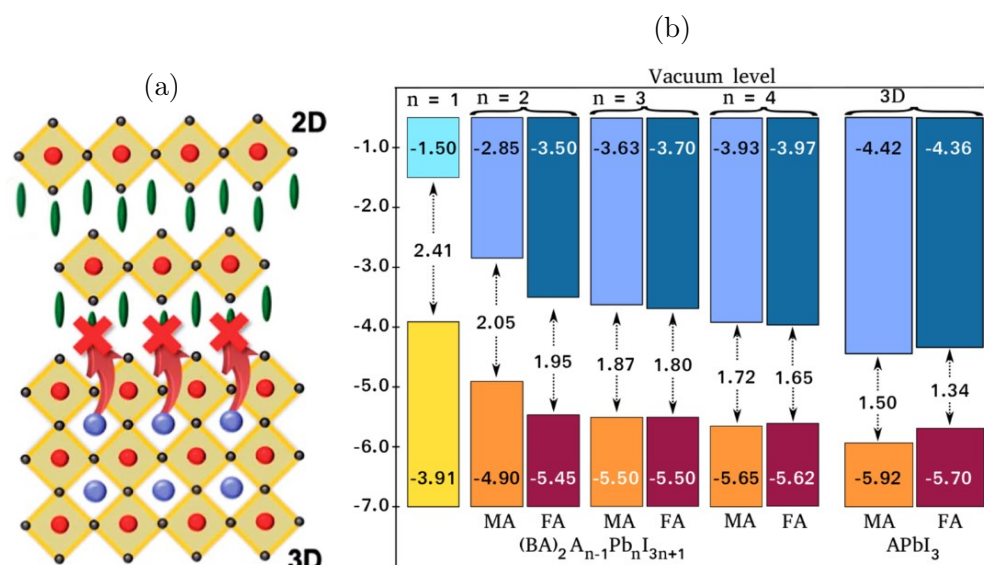 (a)
2D
3D
(b)
Vacuum level
n = 1 n = 2 n = 3 n = 4 3D
-1.0
-2.0
-3.0
-4.0
-5.0
-6.0
-7.0
-1.50 -2.85 -3.50 -3.63 -3.70 -3.93 -3.97 -4.42 -4.36
2.41 2.05 1.95 1.87 1.80 1.72 1.65 1.50 1.34
-3.91 -4.90 -5.45 -5.50 -5.50 -5.65 -5.62 -5.92 -5.70
MA FA MA FA MA FA MA FA
(BA)₂Aₙ₋₁PbₙI₃ₙ₊₁ APbI₃